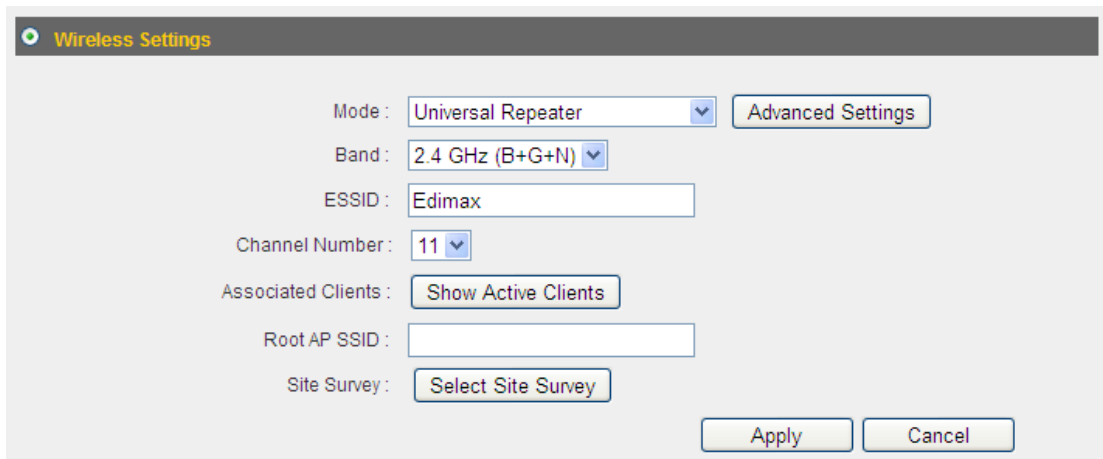 Wireless Settings
Mode : Universal Repeater Advanced Settings
Band : 2.4 GHz (B+G+N)
ESSID : Edimax
Channel Number : 11
Associated Clients : Show Active Clients
Root AP SSID :
Site Survey : Select Site Survey
Apply Cancel